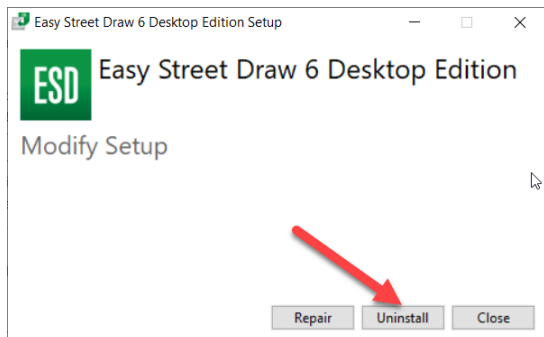 Easy Street Draw 6 Desktop Edition Setup
ESD
Easy Street Draw 6 Desktop Edition
Modify Setup
Repair
Uninstall
Close